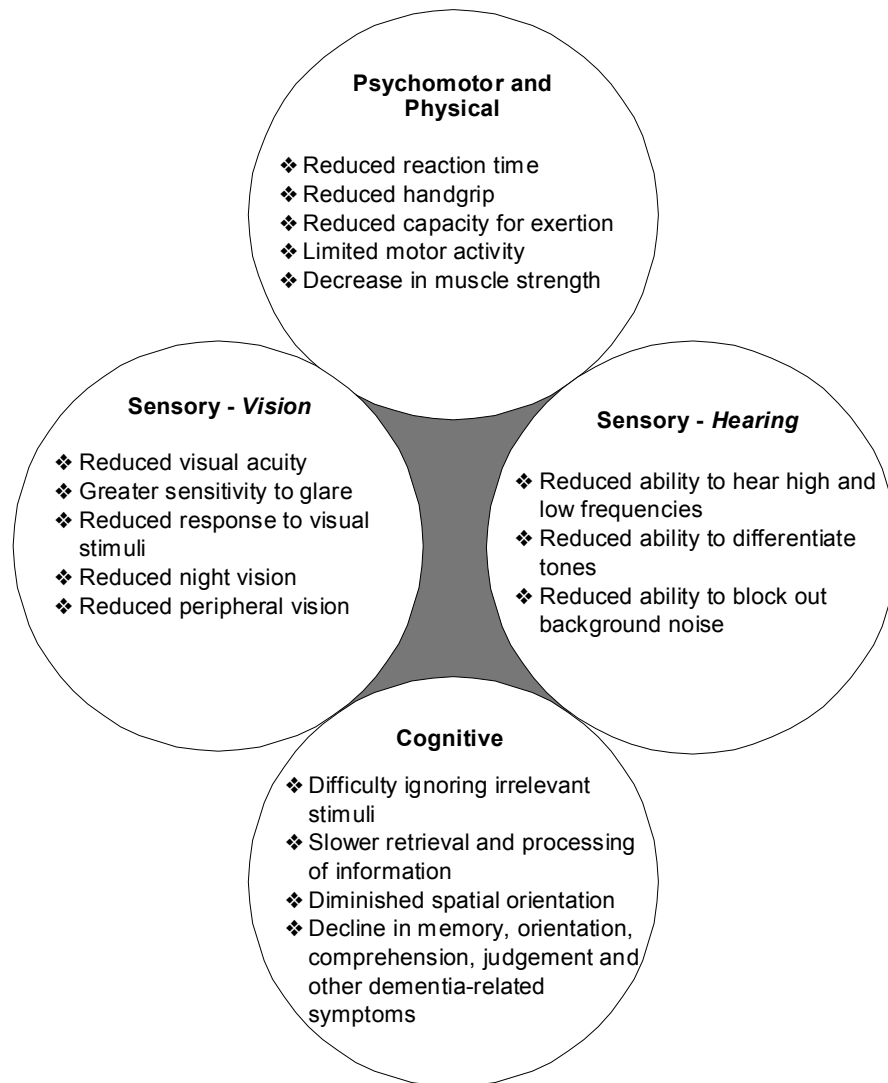 Psychomotor and
Physical
❖ Reduced reaction time
❖ Reduced handgrip
❖ Reduced capacity for exertion
❖ Limited motor activity
❖ Decrease in muscle strength
Sensory - Vision
❖ Reduced visual acuity
❖ Greater sensitivity to glare
❖ Reduced response to visual
stimuli
❖ Reduced night vision
❖ Reduced peripheral vision
Sensory - Hearing
❖ Reduced ability to hear high and
low frequencies
❖ Reduced ability to differentiate
tones
❖ Reduced ability to block out
background noise
Cognitive
❖ Difficulty ignoring irrelevant
stimuli
❖ Slower retrieval and processing
of information
❖ Diminished spatial orientation
❖ Decline in memory, orientation,
comprehension, judgement and
other dementia-related
symptoms